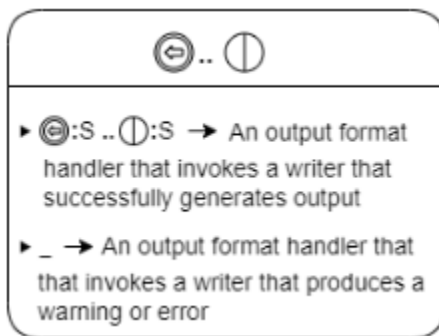 ⊜.. ⦶
▸ ⊜:S .. ⦶:S → An output format
handler that invokes a writer that
successfully generates output
▸ _ → An output format handler that
that invokes a writer that produces a
warning or error